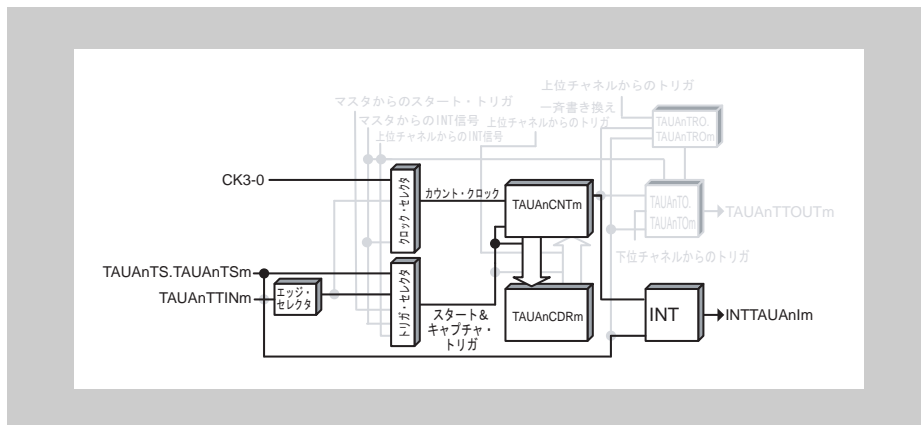 上位チャネルからのトリガ
マスタからのスタート・トリガ
一斉書き換え
マスタからのINT信号
上位チャネルからのトリガ
上位チャネルからのINT信号
TAUAnTRO.
TAUAnTROm
CK3-0
クロック・セレクタ
カウント・クロック
TAUAnCNTm
TAUAnTO.
TAUAnTOm
TAUAnTTOUTm
下位チャネルからのトリガ
TAUAnTS.TAUAnTSm
TAUAnTTINm
エッジ・
セレクタ
トリガ・セレクタ
スタート&
キャプチャ・
トリガ
TAUAnCDRm
INT
INTTAUAnIm